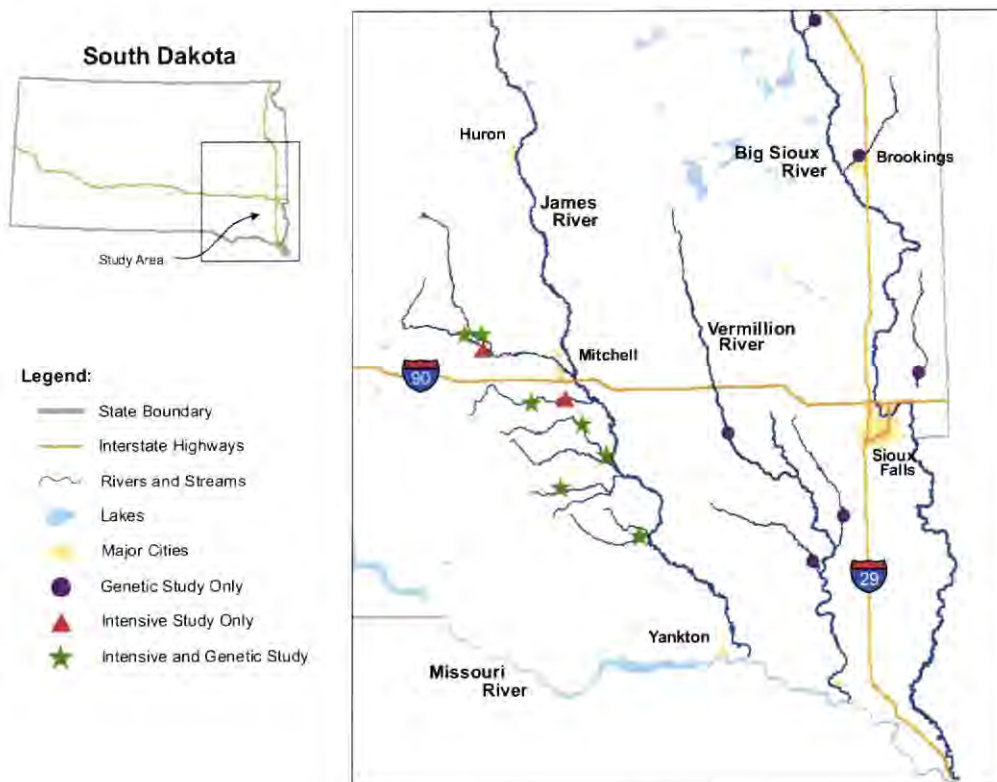 South Dakota
Study Area
Legend:
State Boundary
Interstate Highways
Rivers and Streams
Lakes
Major Cities
Genetic Study Only
Intensive Study Only
Intensive and Genetic Study
Huron
James
River
Big Sioux
River
Brookings
Vermillion
River
Mitchell
90
Sioux
Falls
29
Yankton
Missouri
River